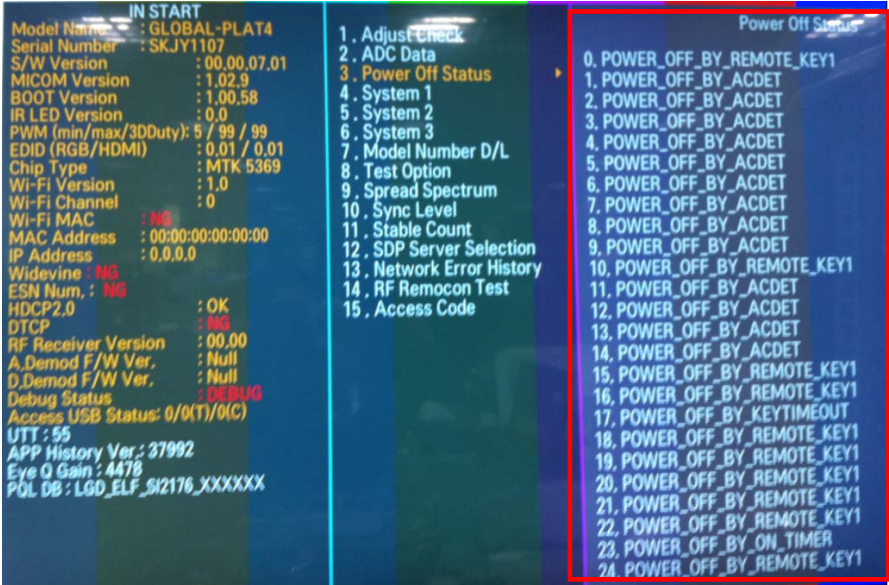 IN START
Model Name : GLOBAL-PLAT4
Serial Number : SKJY1107
S/W Version : 00.00.07.01
MICOM Version : 1.02.9
BOOT Version : 1.00.58
IR LED Version : 0.0
PWM (min/max/3DDuty): 5 / 99 / 99
EDID (RGB/HDMI) : 0.01 / 0.01
Chip Type : MTK 5369
Wi-Fi Version : 1.0
Wi-Fi Channel : 0
Wi-Fi MAC : NG
MAC Address : 00:00:00:00:00:00
IP Address : 0.0.0.0
Widevine : NG
ESN Num. : NG
HDCP2.0 : OK
DTCP : NG
RF Receiver Version : 00.00
A.Demod F/W Ver. : Null
D.Demod F/W Ver. : Null
Debug Status : DEBUG
Access USB Status: 0/0(T)/0(C)
UTT : 55
APP History Ver.: 37992
Eye Q Gain : 4478
PQL DB : LGD_ELF_SI2176_XXXXXX
1 . Adjust Check
2 . ADC Data
3 . Power Off Status
4 . System 1
5 . System 2
6 . System 3
7 . Model Number D/L
8 . Test Option
9 . Spread Spectrum
10 . Sync Level
11 . Stable Count
12 . SDP Server Selection
13 . Network Error History
14 . RF Remocon Test
15 . Access Code
Power Off Status
0. POWER_OFF_BY_REMOTE_KEY1
1. POWER_OFF_BY_ACDET
2. POWER_OFF_BY_ACDET
3. POWER_OFF_BY_ACDET
4. POWER_OFF_BY_ACDET
5. POWER_OFF_BY_ACDET
6. POWER_OFF_BY_ACDET
7. POWER_OFF_BY_ACDET
8. POWER_OFF_BY_ACDET
9. POWER_OFF_BY_ACDET
10. POWER_OFF_BY_REMOTE_KEY1
11. POWER_OFF_BY_ACDET
12. POWER_OFF_BY_ACDET
13. POWER_OFF_BY_ACDET
14. POWER_OFF_BY_ACDET
15. POWER_OFF_BY_REMOTE_KEY1
16. POWER_OFF_BY_REMOTE_KEY1
17. POWER_OFF_BY_KEYTIMEOUT
18. POWER_OFF_BY_REMOTE_KEY1
19. POWER_OFF_BY_REMOTE_KEY1
20. POWER_OFF_BY_REMOTE_KEY1
21. POWER_OFF_BY_REMOTE_KEY1
22. POWER_OFF_BY_REMOTE_KEY1
23. POWER_OFF_BY_ON_TIMER
24. POWER_OFF_BY_REMOTE_KEY1